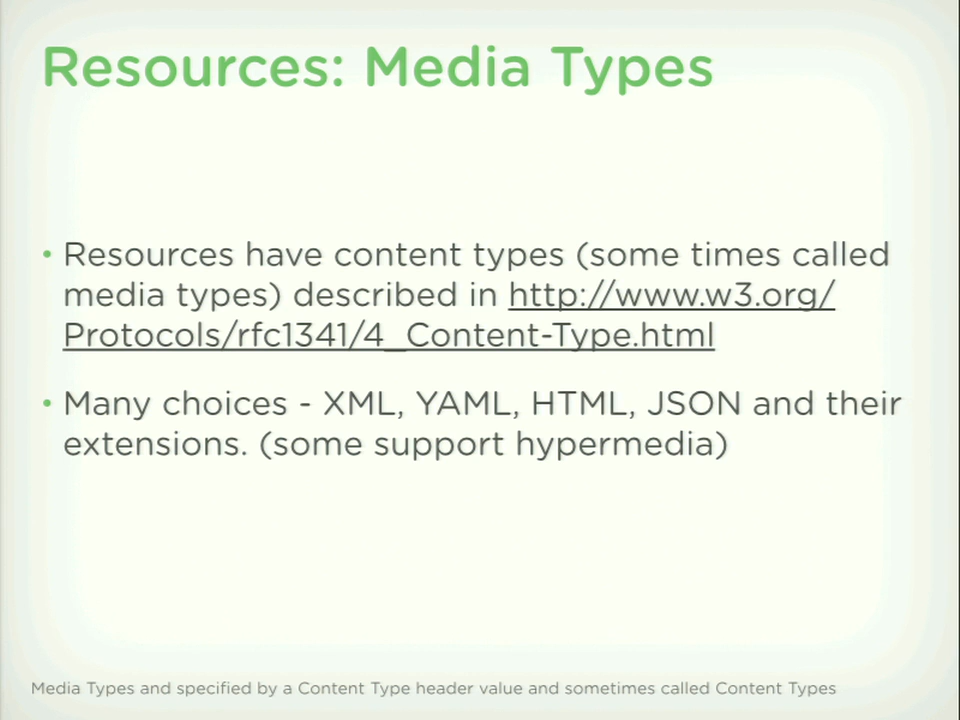 Resources: Media Types
• Resources have content types (some times called
media types) described in http://www.w3.org/
Protocols/rfc1341/4_Content-Type.html
• Many choices - XML, YAML, HTML, JSON and their
extensions. (some support hypermedia)
Media Types and specified by a Content Type header value and sometimes called Content Types